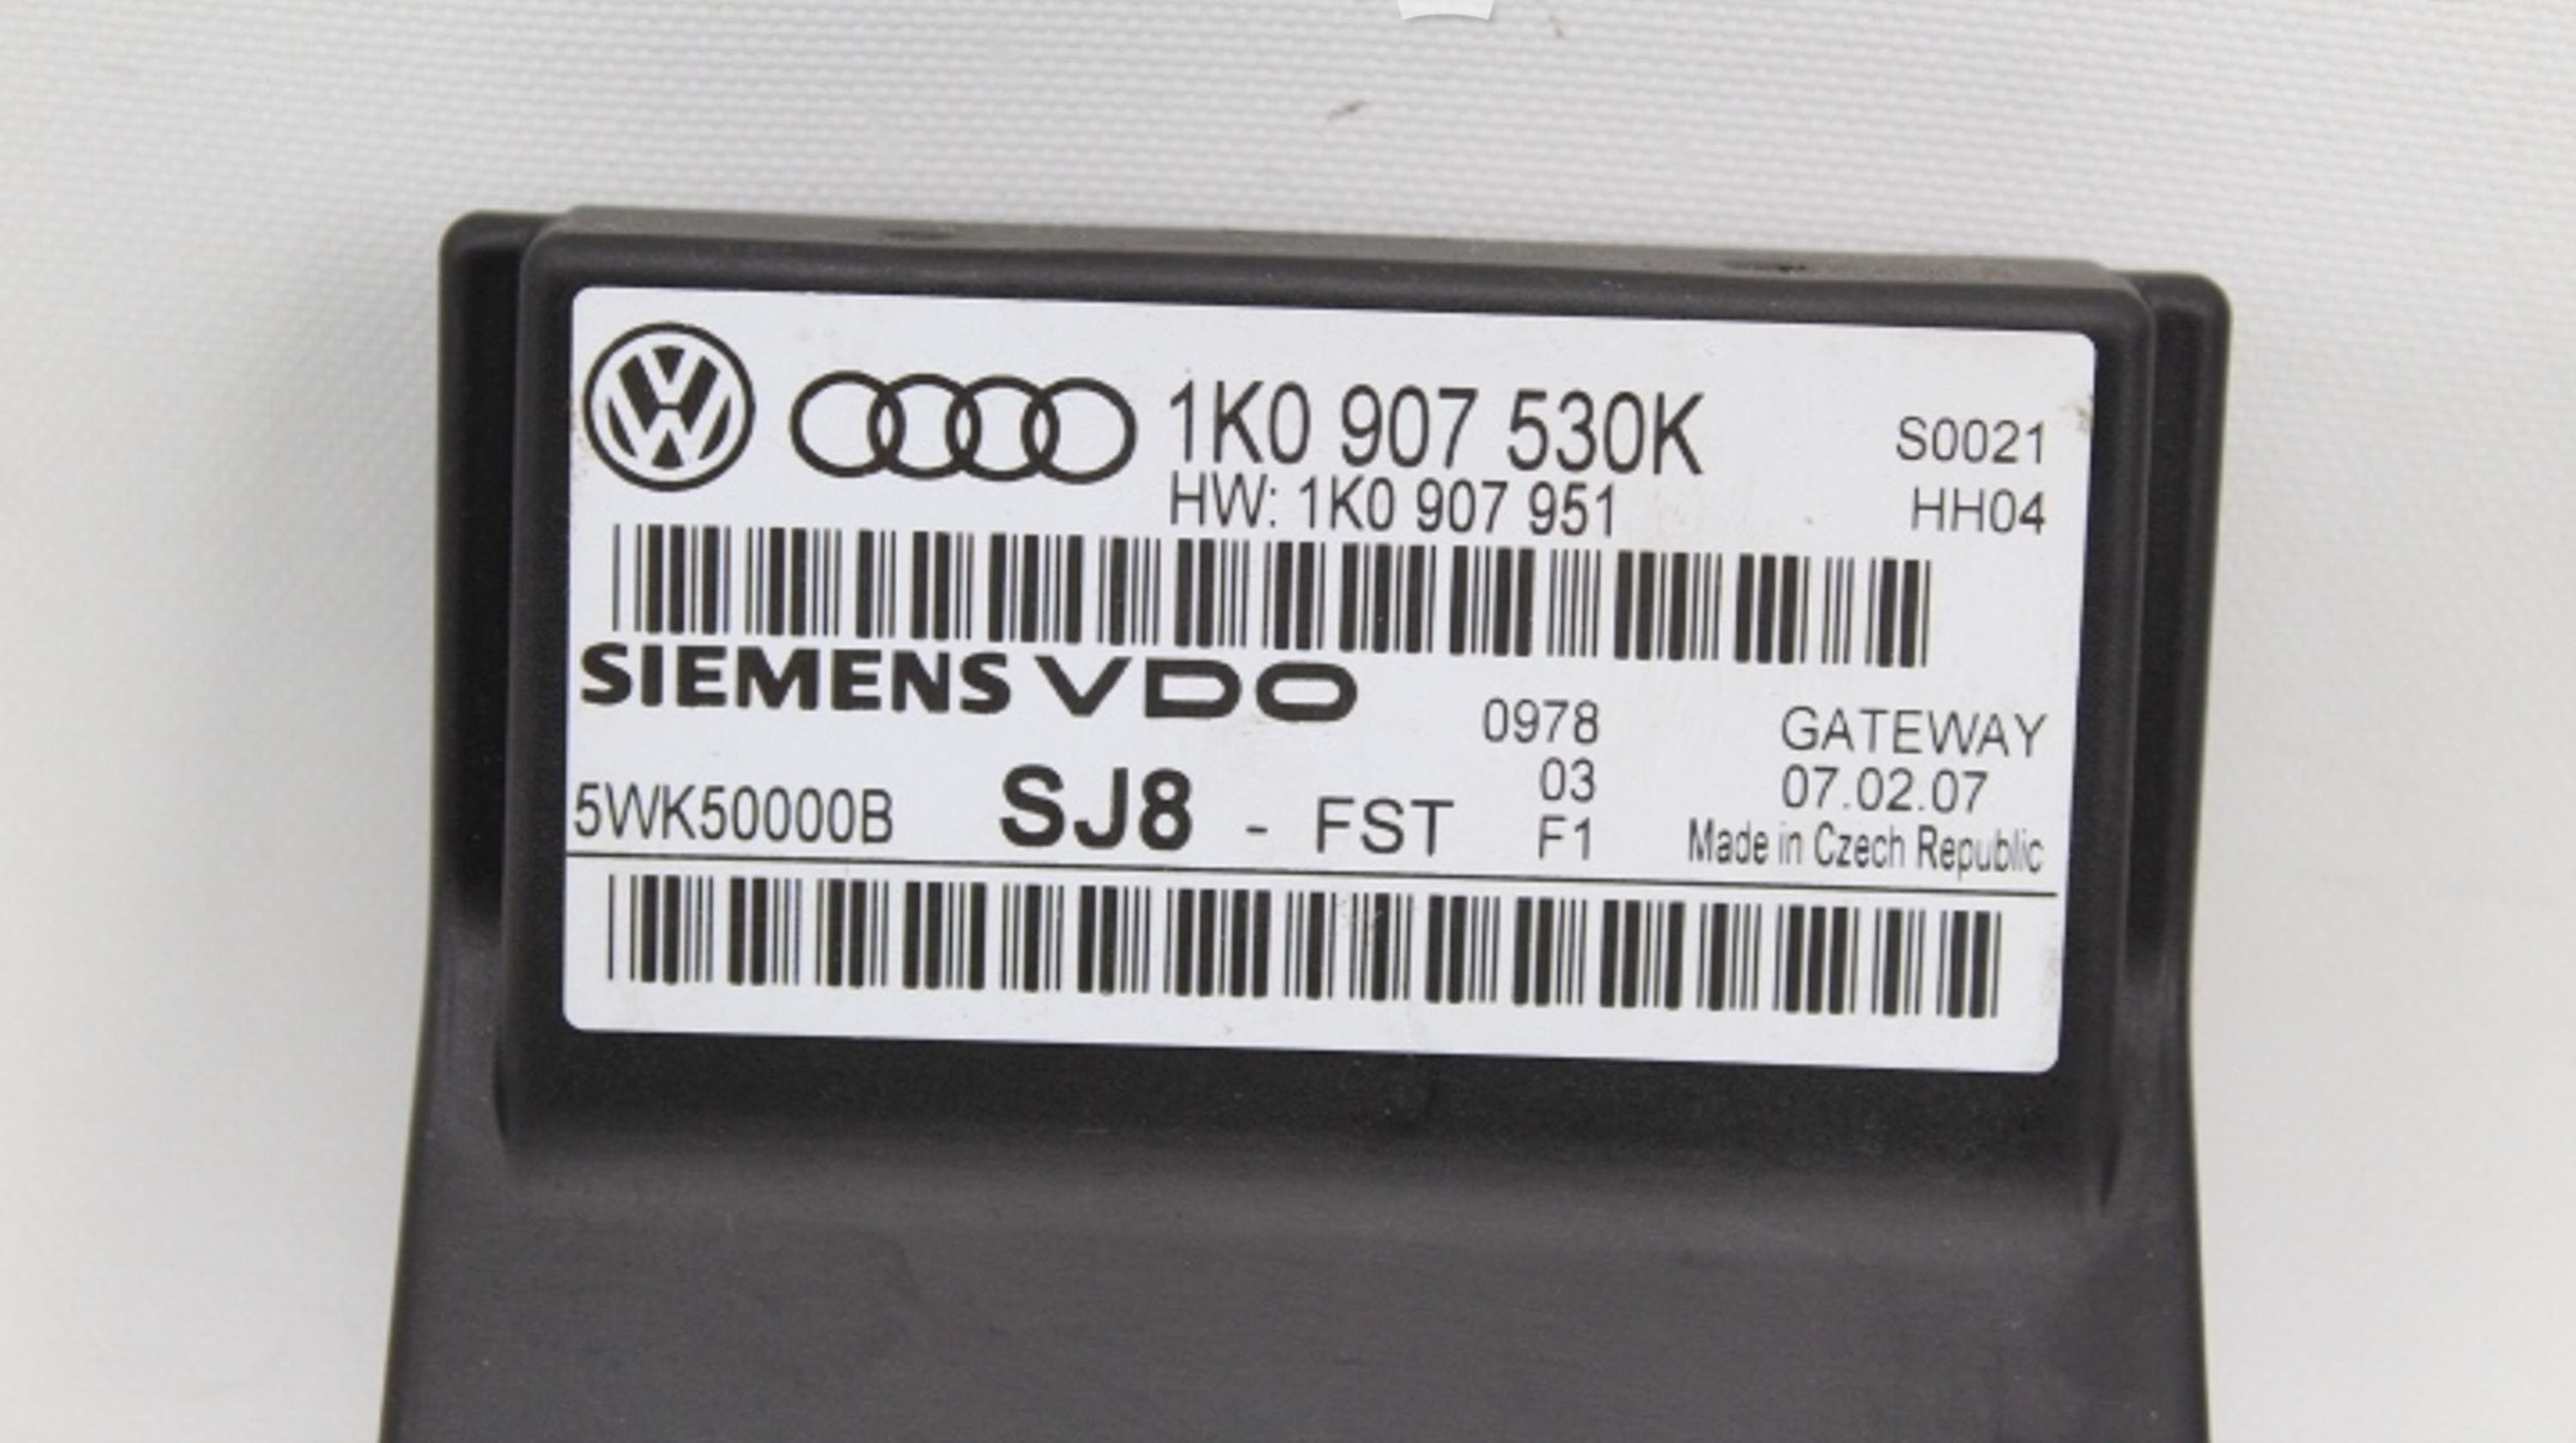 1K0 907 530K S0021
HW: 1K0 907 951 HH04
SIEMENS VDO
0978 GATEWAY
03 07.02.07
5WK50000B SJ8 - FST F1 Made in Czech Republic